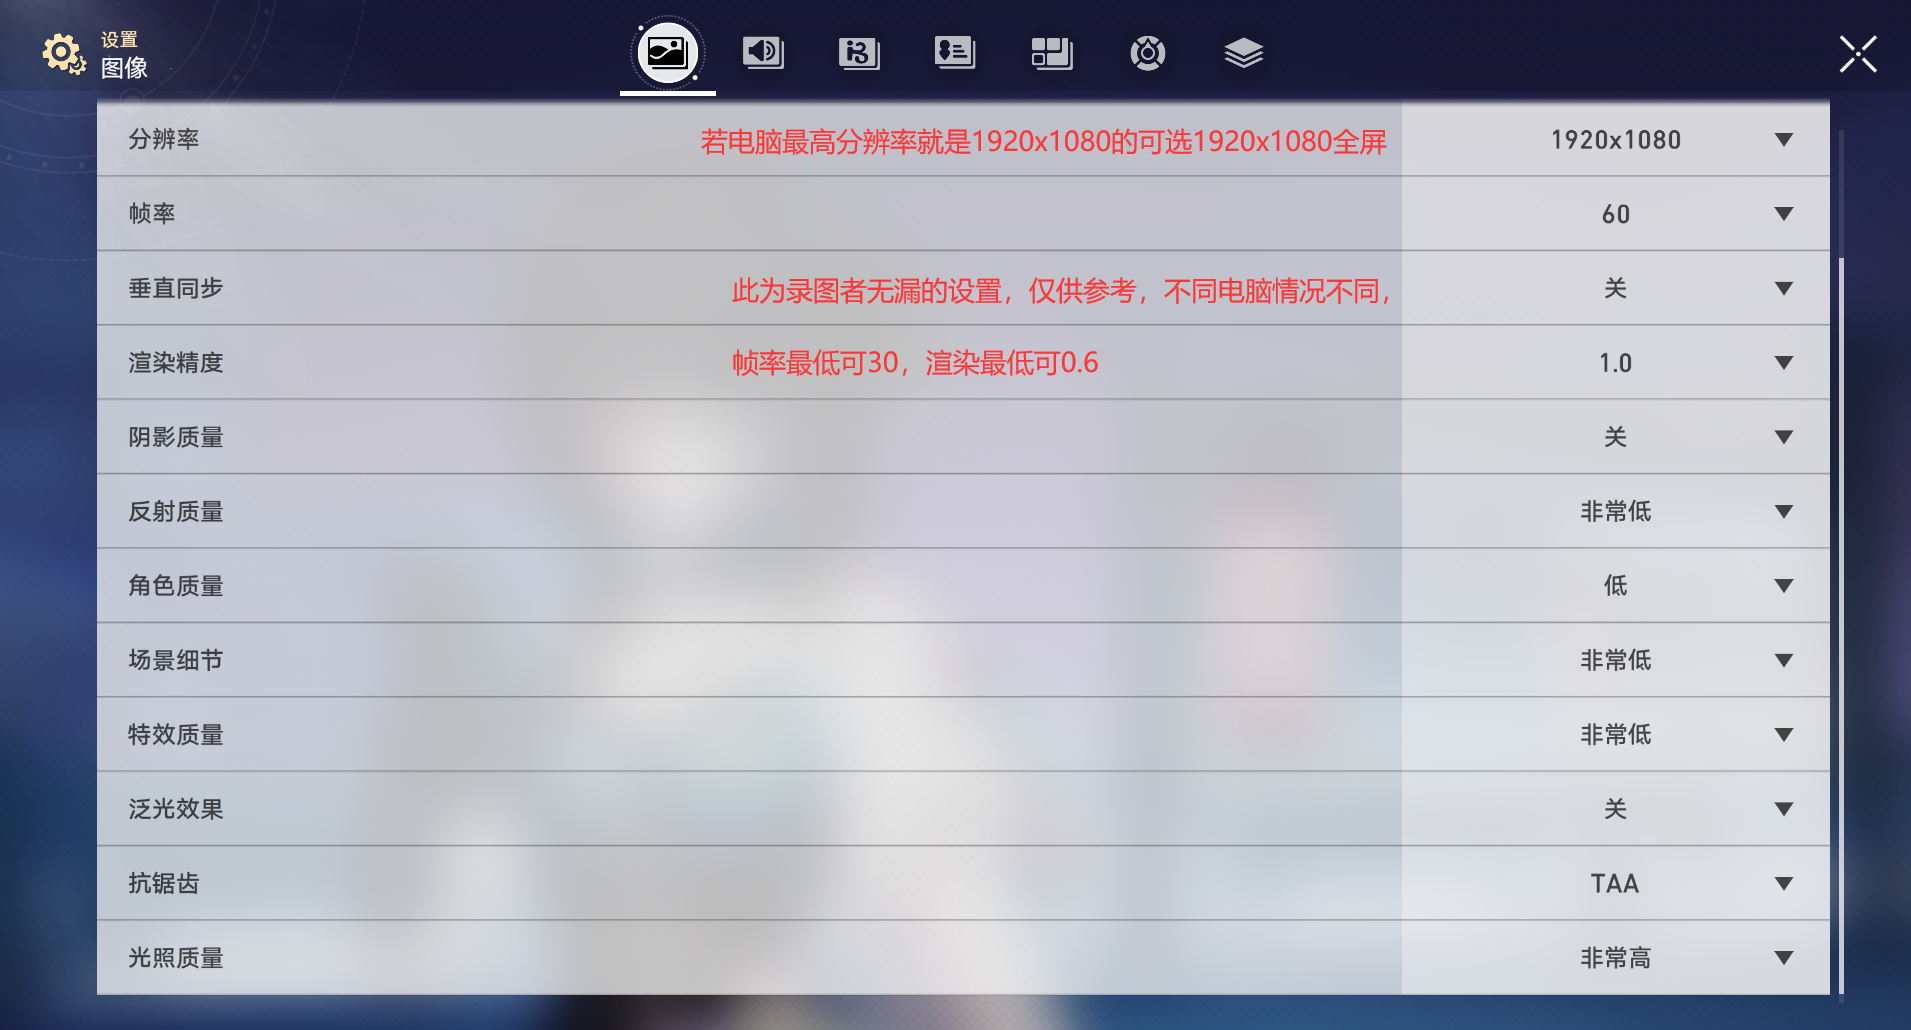 设置
图像
分辨率 若电脑最高分辨率就是1920x1080的可选1920x1080全屏 1920x1080
帧率 60
垂直同步 此为录图者无漏的设置，仅供参考，不同电脑情况不同， 关
渲染精度 帧率最低可30，渲染最低可0.6 1.0
阴影质量 关
反射质量 非常低
角色质量 低
场景细节 非常低
特效质量 非常低
泛光效果 关
抗锯齿 TAA
光照质量 非常高